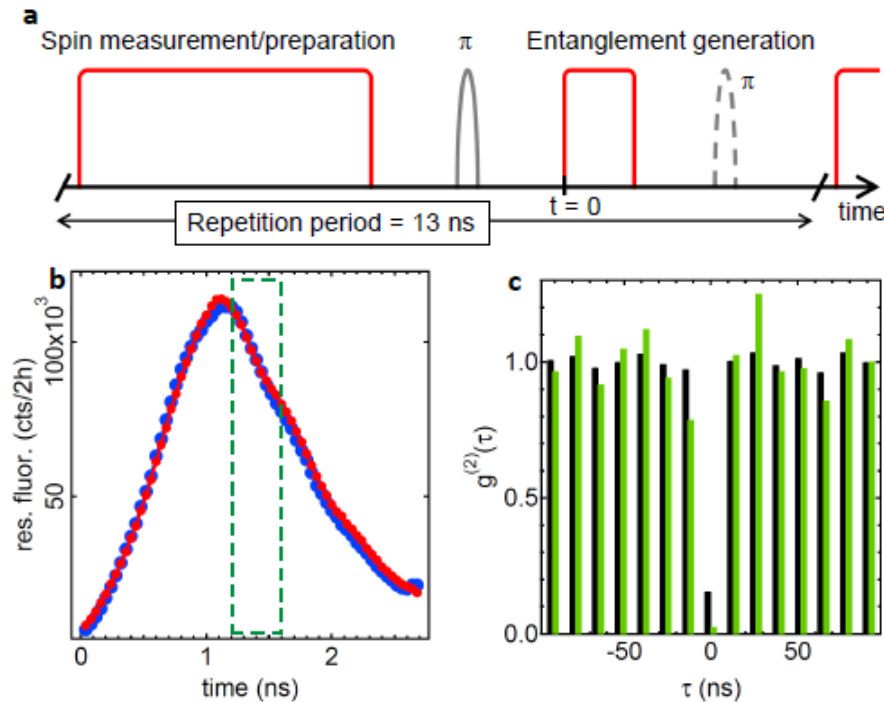 a
Spin measurement/preparation
π
Entanglement generation
π
t = 0
time
Repetition period = 13 ns
b
res. fluor. (cts/2h)
100x10³
50
0
1
2
time (ns)
c
g⁽²⁾(τ)
1.0
0.5
0.0
-50
0
50
τ (ns)